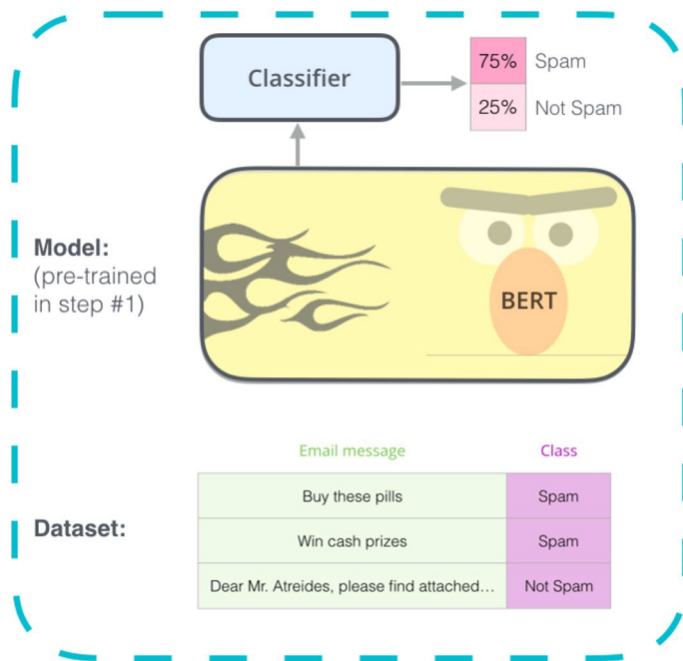 Classifier
75% Spam
25% Not Spam
Model:
(pre-trained
in step #1)
BERT
Email message Class
Dataset:
Buy these pills Spam
Win cash prizes Spam
Dear Mr. Atreides, please find attached... Not Spam